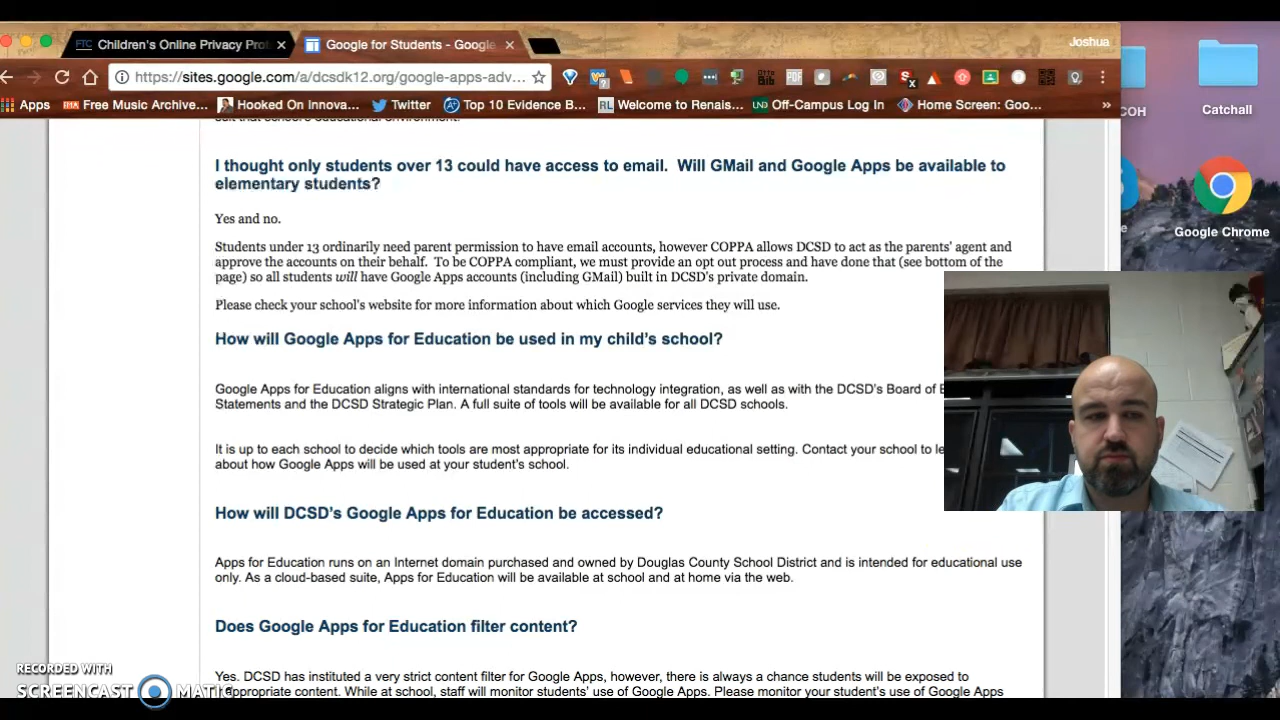 FTC Children's Online Privacy Pro
Google for Students - Google
Joshua
https://sites.google.com/a/dcsdk12.org/google-apps-adv...
Apps
Free Music Archive...
Hooked On Innova...
Twitter
Top 10 Evidence B...
RL Welcome to Renais...
LND Off-Campus Log In
Home Screen: Goo...
»
COH
Catchall
Google Chrome
suit that school's educational environment.
I thought only students over 13 could have access to email. Will GMail and Google Apps be available to
elementary students?
Yes and no.
Students under 13 ordinarily need parent permission to have email accounts, however COPPA allows DCSD to act as the parents' agent and
approve the accounts on their behalf. To be COPPA compliant, we must provide an opt out process and have done that (see bottom of the
page) so all students will have Google Apps accounts (including GMail) built in DCSD's private domain.
Please check your school's website for more information about which Google services they will use.
How will Google Apps for Education be used in my child's school?
Google Apps for Education aligns with international standards for technology integration, as well as with the DCSD's Board of
Statements and the DCSD Strategic Plan. A full suite of tools will be available for all DCSD schools.
It is up to each school to decide which tools are most appropriate for its individual educational setting. Contact your school to le
about how Google Apps will be used at your student's school.
How will DCSD's Google Apps for Education be accessed?
Apps for Education runs on an Internet domain purchased and owned by Douglas County School District and is intended for educational use
only. As a cloud-based suite, Apps for Education will be available at school and at home via the web.
Does Google Apps for Education filter content?
Yes. DCSD has instituted a very strict content filter for Google Apps, however, there is always a chance students will be exposed to
appropriate content. While at school, staff will monitor students' use of Google Apps. Please monitor your student's use of Google Apps
RECORDED WITH
SCREENCAST MATIC